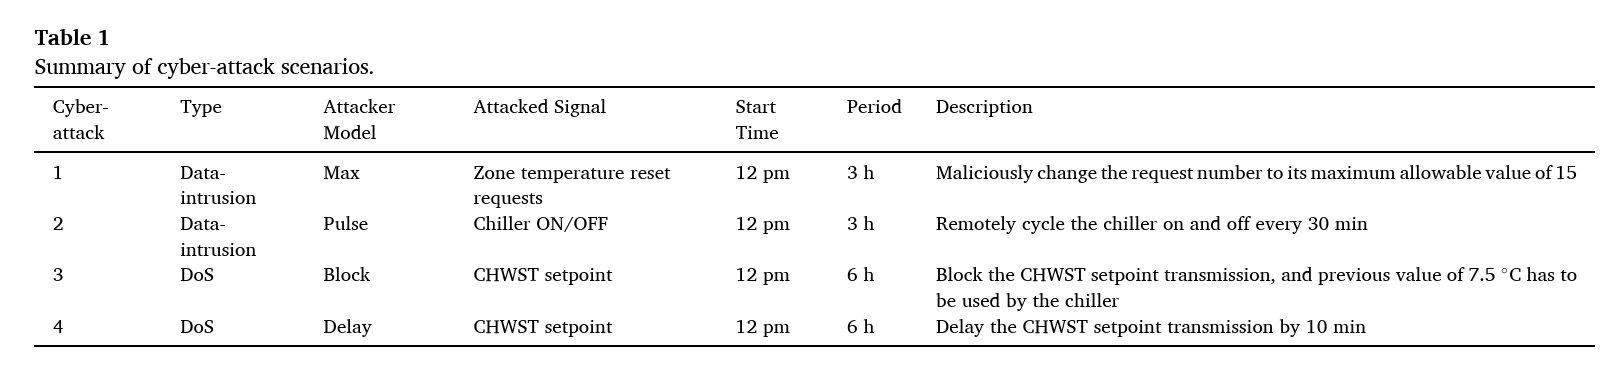 Table 1
Summary of cyber-attack scenarios.
Cyber-attack Type Attacker Model Attacked Signal Start Time Period Description
1 Data-intrusion Max Zone temperature reset requests 12 pm 3 h Maliciously change the request number to its maximum allowable value of 15
2 Data-intrusion Pulse Chiller ON/OFF 12 pm 3 h Remotely cycle the chiller on and off every 30 min
3 DoS Block CHWST setpoint 12 pm 6 h Block the CHWST setpoint transmission, and previous value of 7.5 °C has to be used by the chiller
4 DoS Delay CHWST setpoint 12 pm 6 h Delay the CHWST setpoint transmission by 10 min